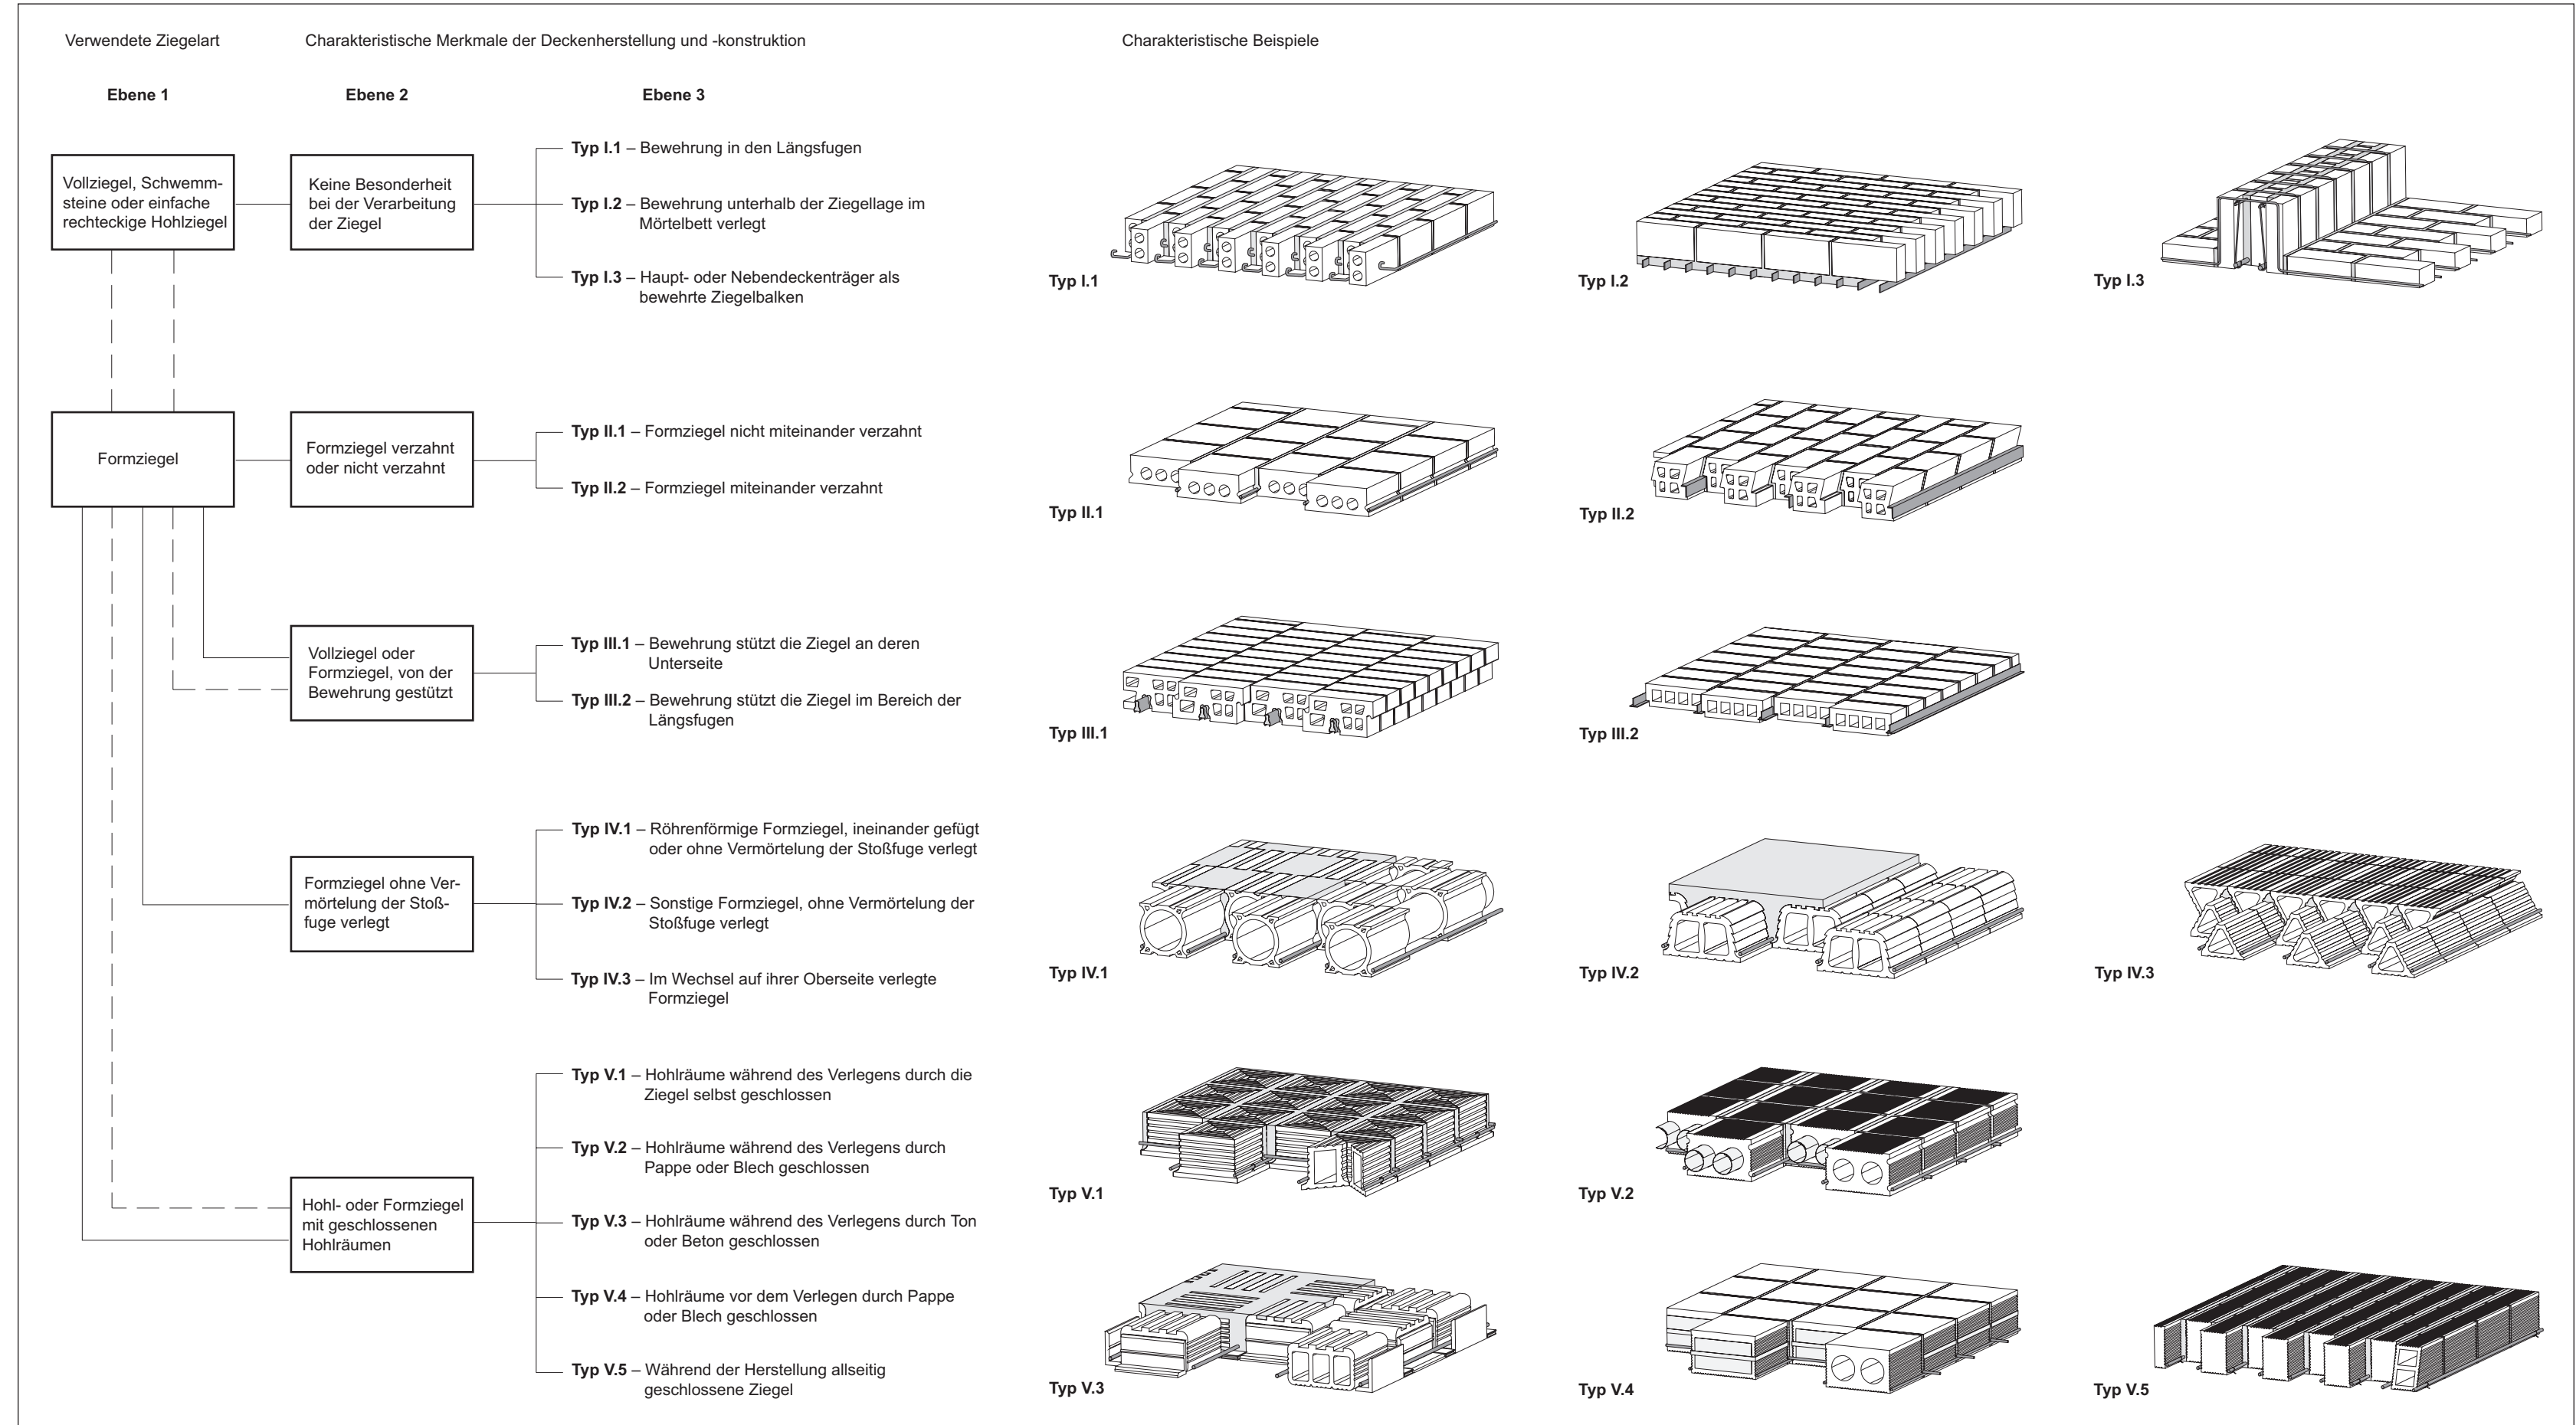 Verwendete Ziegelart
Charakteristische Merkmale der Deckenherstellung und -konstruktion
Charakteristische Beispiele
Ebene 1
Ebene 2
Ebene 3
Vollziegel, Schwemm-
steine oder einfache
rechteckige Hohlziegel
Keine Besonderheit
bei der Verarbeitung
der Ziegel
Typ I.1 – Bewehrung in den Längsfugen
Typ I.2 – Bewehrung unterhalb der Ziegellage im
Mörtelbett verlegt
Typ I.3 – Haupt- oder Nebendeckenträger als
bewehrte Ziegelbalken
Typ I.1
Typ I.2
Typ I.3
Formziegel
Formziegel verzahnt
oder nicht verzahnt
Typ II.1 – Formziegel nicht miteinander verzahnt
Typ II.2 – Formziegel miteinander verzahnt
Typ II.1
Typ II.2
Vollziegel oder
Formziegel, von der
Bewehrung gestützt
Typ III.1 – Bewehrung stützt die Ziegel an deren
Unterseite
Typ III.2 – Bewehrung stützt die Ziegel im Bereich der
Längsfugen
Typ III.1
Typ III.2
Formziegel ohne Ver-
mörtelung der Stoß-
fuge verlegt
Typ IV.1 – Röhrenförmige Formziegel, ineinander gefügt
oder ohne Vermörtelung der Stoßfuge verlegt
Typ IV.2 – Sonstige Formziegel, ohne Vermörtelung der
Stoßfuge verlegt
Typ IV.3 – Im Wechsel auf ihrer Oberseite verlegte
Formziegel
Typ IV.1
Typ IV.2
Typ IV.3
Hohl- oder Formziegel
mit geschlossenen
Hohlräumen
Typ V.1 – Hohlräume während des Verlegens durch die
Ziegel selbst geschlossen
Typ V.2 – Hohlräume während des Verlegens durch
Pappe oder Blech geschlossen
Typ V.3 – Hohlräume während des Verlegens durch Ton
oder Beton geschlossen
Typ V.4 – Hohlräume vor dem Verlegen durch Pappe
oder Blech geschlossen
Typ V.5 – Während der Herstellung allseitig
geschlossene Ziegel
Typ V.1
Typ V.2
Typ V.3
Typ V.4
Typ V.5